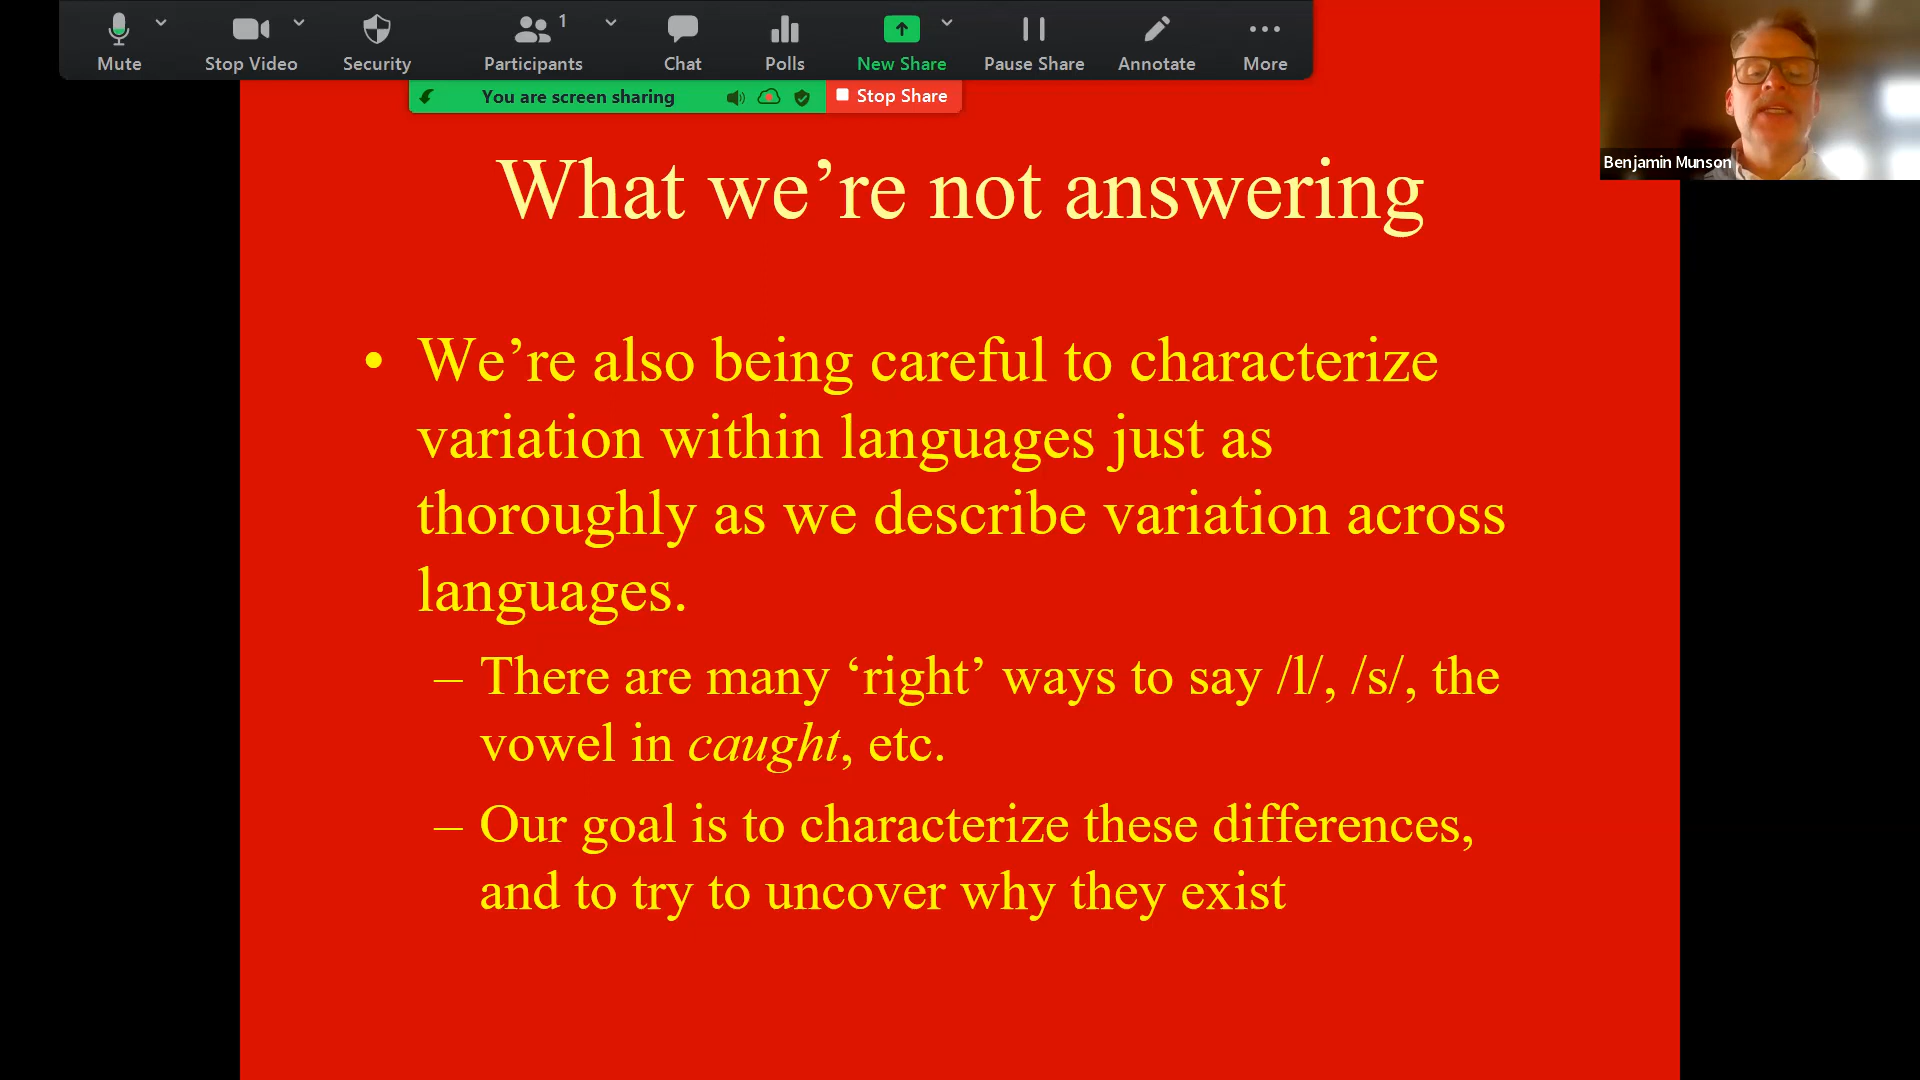 Mute
Stop Video
Security
Participants
1
Chat
Polls
New Share
Pause Share
Annotate
More
You are screen sharing
Stop Share
Benjamin Munson
What we’re not answering
• We’re also being careful to characterize
variation within languages just as
thoroughly as we describe variation across
languages.
– There are many ‘right’ ways to say /l/, /s/, the
vowel in caught, etc.
– Our goal is to characterize these differences,
and to try to uncover why they exist